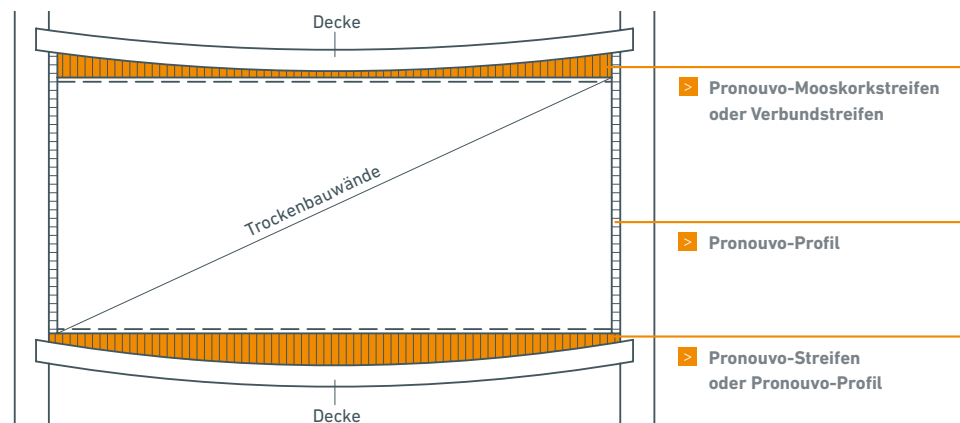 Decke
> Pronouvo-Mooskorkstreifen
oder Verbundstreifen
Trockenbauwände
> Pronouvo-Profil
> Pronouvo-Streifen
oder Pronouvo-Profil
Decke